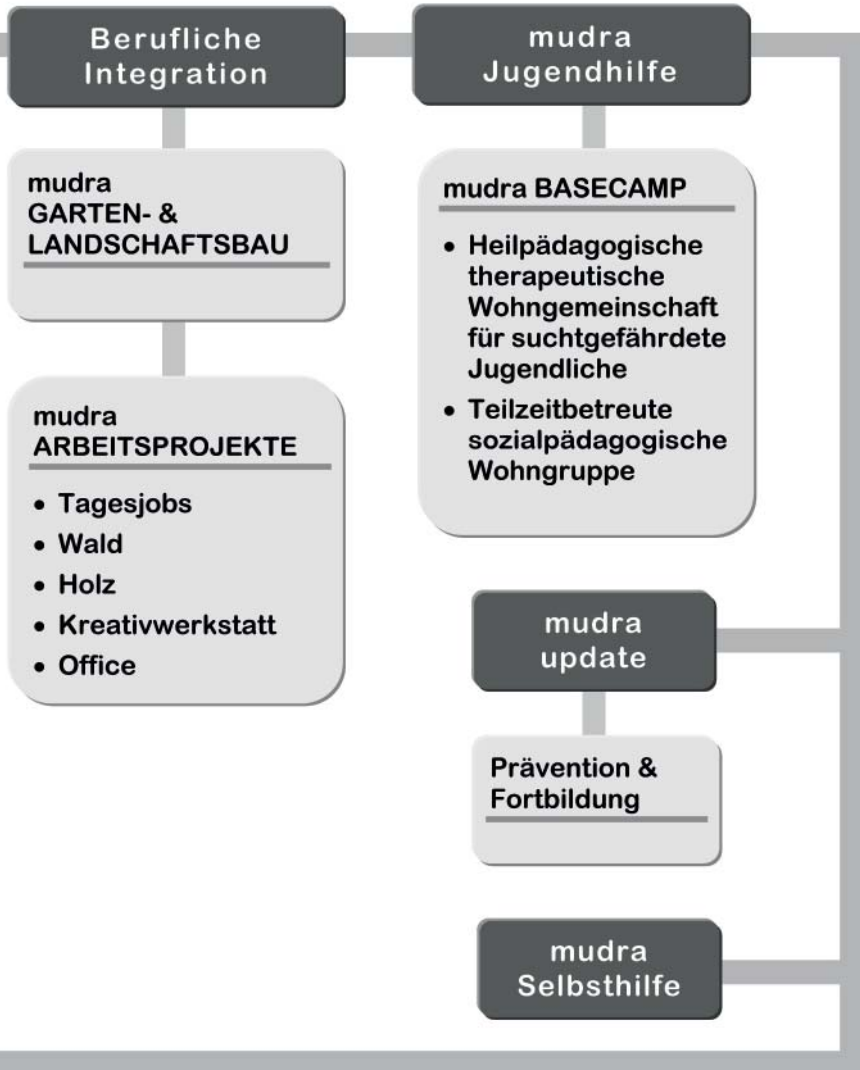 Berufliche
Integration
mudra
GARTEN- &
LANDSCHAFTSBAU
mudra
ARBEITSPROJEKTE
• Tagesjobs
• Wald
• Holz
• Kreativwerkstatt
• Office
mudra
Jugendhilfe
mudra BASECAMP
• Heilpädagogische
therapeutische
Wohngemeinschaft
für suchtgefährdete
Jugendliche
• Teilzeitbetreute
sozialpädagogische
Wohngruppe
mudra
update
Prävention &
Fortbildung
mudra
Selbsthilfe